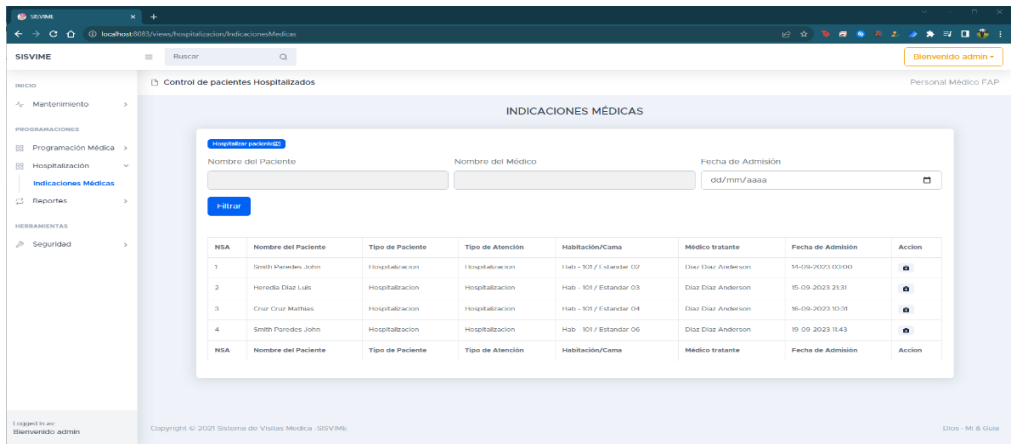 SISVIME
localhost:8083/views/hospitalizacion/IndicacionesMedicas
SISVIME
Buscar
Bienvenido admin
INICIO
Mantenimiento
PROGRAMACIONES
Programación Médica
Hospitalización
Indicaciones Médicas
Reportes
HERRAMIENTAS
Seguridad
Logged in as:
Bienvenido admin
Control de pacientes Hospitalizados
Personal Médico FAP
INDICACIONES MÉDICAS
Hospitalizar paciente
Nombre del Paciente Nombre del Médico Fecha de Admisión
dd/mm/aaaa
Filtrar
NSA Nombre del Paciente Tipo de Paciente Tipo de Atención Habitación/Cama Médico tratante Fecha de Admisión Accion
1 Smith Paredes John Hospitalizacion Hospitalizacion Hab - 101 / Estandar 02 Diaz Diaz Anderson 14-09-2023 00:00
2 Heredia Diaz Luis Hospitalizacion Hospitalizacion Hab - 101 / Estandar 03 Diaz Diaz Anderson 15-09-2023 21:31
3 Cruz Cruz Mathias Hospitalizacion Hospitalizacion Hab - 101 / Estandar 04 Diaz Diaz Anderson 16-09-2023 10:31
4 Smith Paredes John Hospitalizacion Hospitalizacion Hab - 101 / Estandar 06 Diaz Diaz Anderson 19-09-2023 11:43
NSA Nombre del Paciente Tipo de Paciente Tipo de Atención Habitación/Cama Médico tratante Fecha de Admisión Accion
Copyright © 2021 Sistema de Visitas Medica -SISVIME
Dios - Mi & Guia